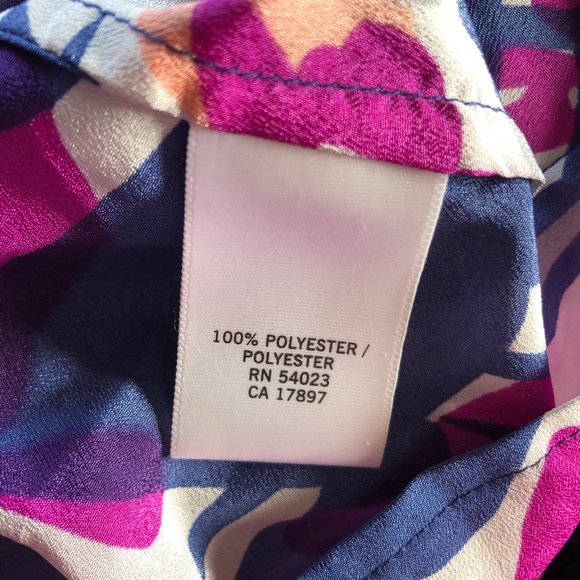 100% POLYESTER /
POLYESTER
RN 54023
CA 17897